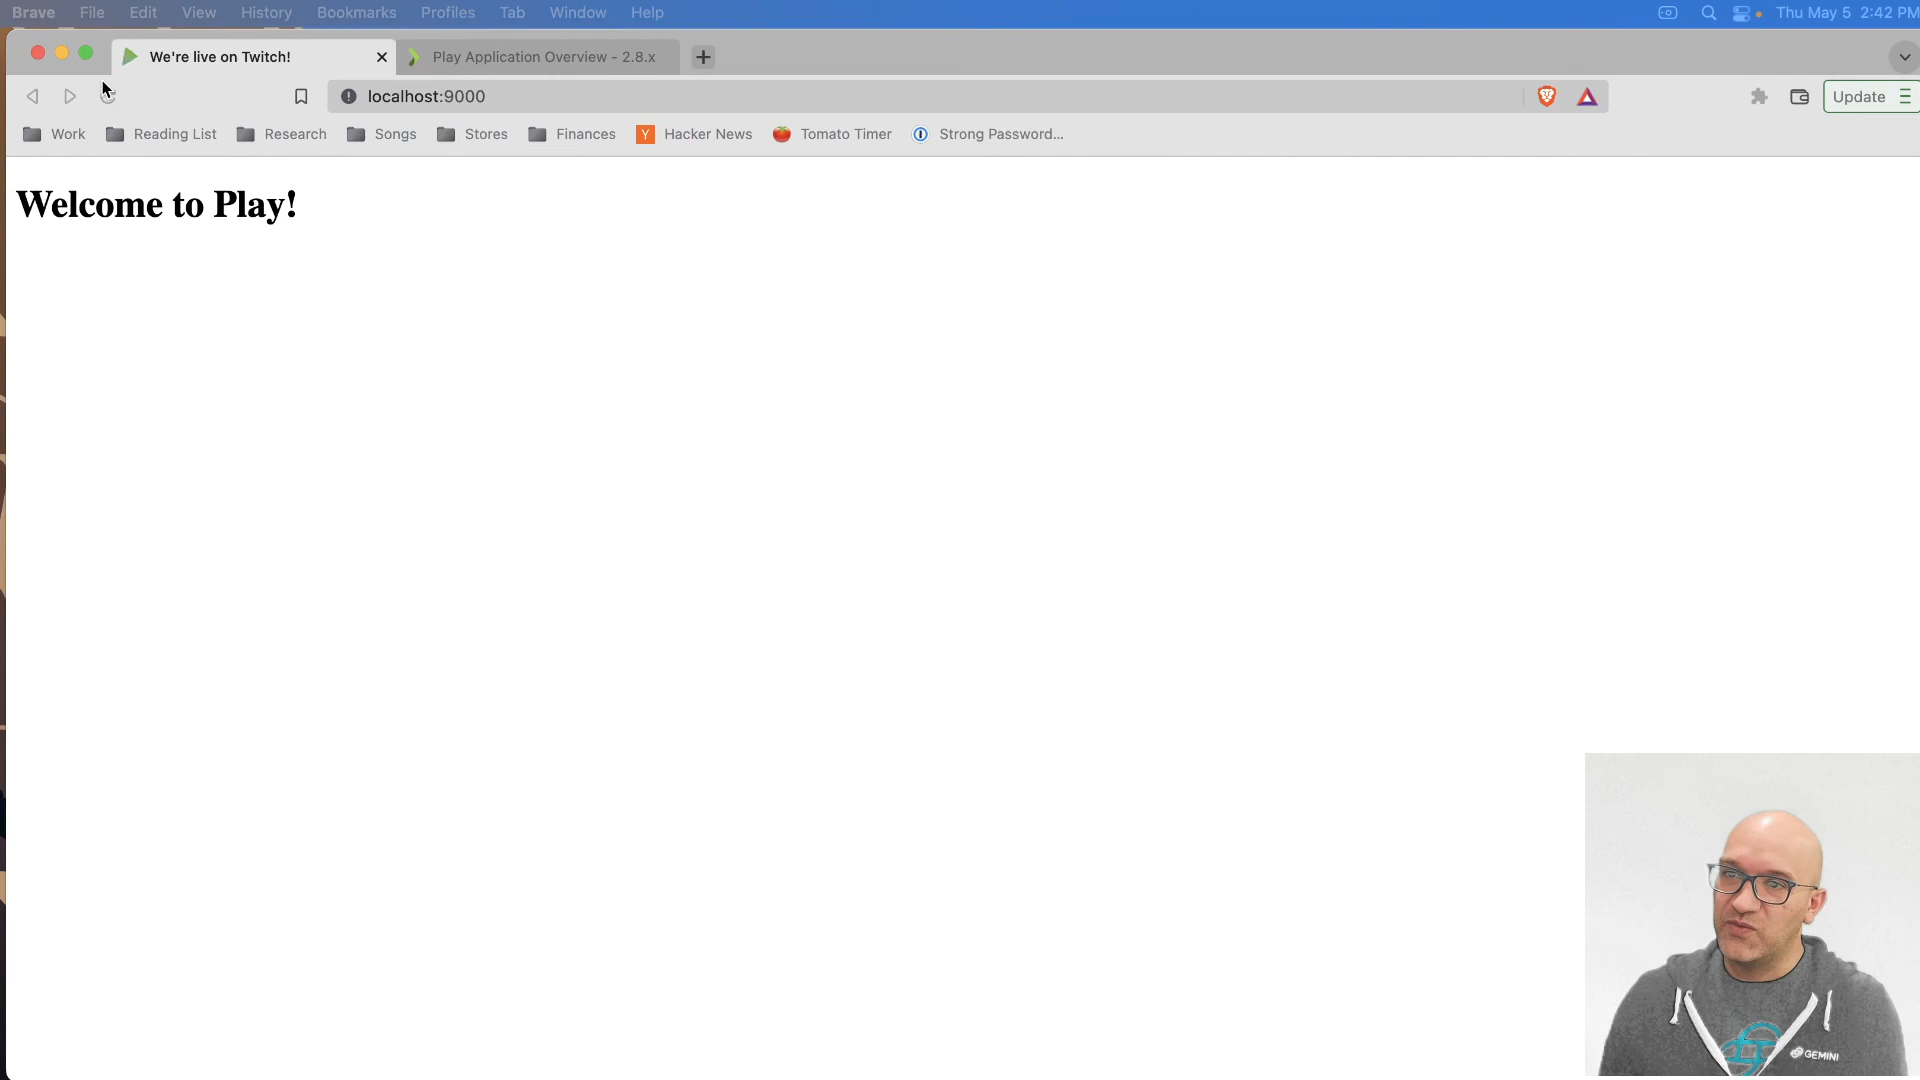 Brave File Edit View History Bookmarks Profiles Tab Window Help Thu May 5 2:42 PM
We're live on Twitch! Play Application Overview - 2.8.x
localhost:9000 Update
Work Reading List Research Songs Stores Finances Y Hacker News Tomato Timer Strong Password...
Welcome to Play!
GEMINI